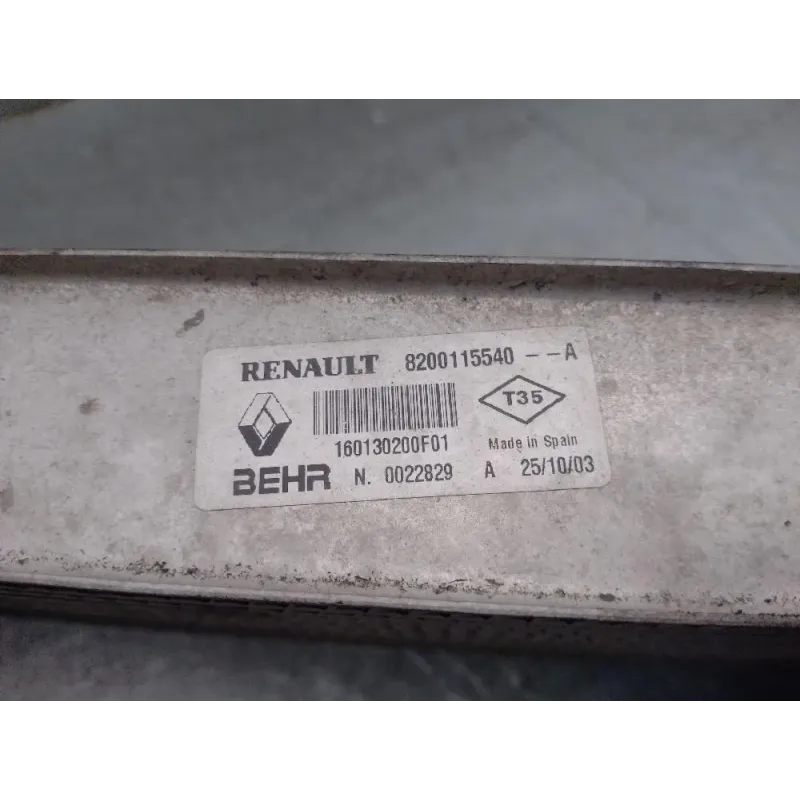 RENAULT 8200115540 --A
T35
160130200F01
Made in Spain
BEHR N. 0022829 A 25/10/03